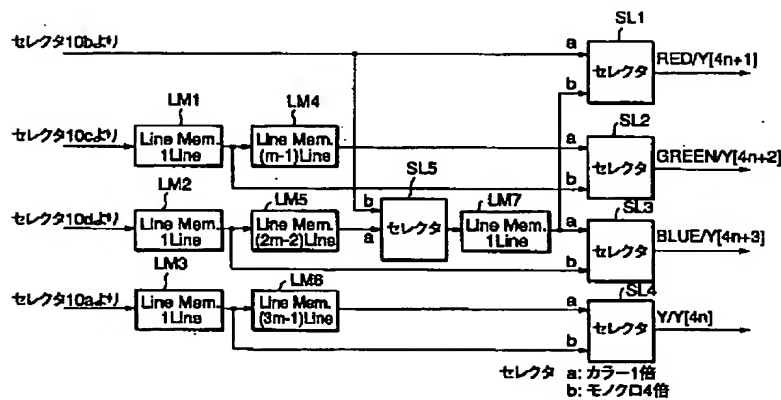 SL1
セレクタ10bより
a
セレクタ
RED/Y[4n+1]
b
LM1
LM4
SL2
セレクタ10cより
Line Mem.
1Line
Line Mem.
(m-1)Line
a
セレクタ
GREEN/Y[4n+2]
b
SL5
LM2
LM5
LM7
SL3
セレクタ10dより
Line Mem.
1Line
Line Mem.
(2m-2)Line
b
a
セレクタ
Line Mem.
1Line
a
セレクタ
BLUE/Y[4n+3]
b
LM3
LM6
SL4
セレクタ10aより
Line Mem.
1Line
Line Mem.
(3m-1)Line
a
セレクタ
Y/Y[4n]
b
セレクタ a: カラー1倍
b: モノクロ4倍